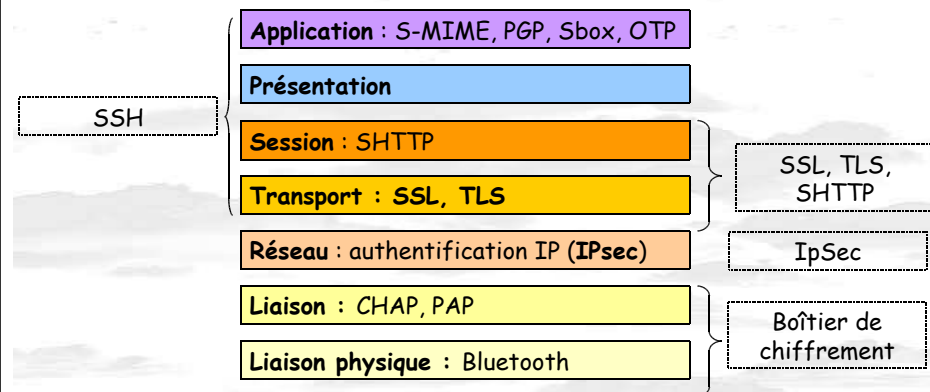 Application : S-MIME, PGP, Sbox, OTP
Présentation
SSH
Session : SHTTP
SSL, TLS,
SHTTP
Transport : SSL, TLS
Réseau : authentification IP (IPsec)
IpSec
Liaison : CHAP, PAP
Boîtier de
chiffrement
Liaison physique : Bluetooth